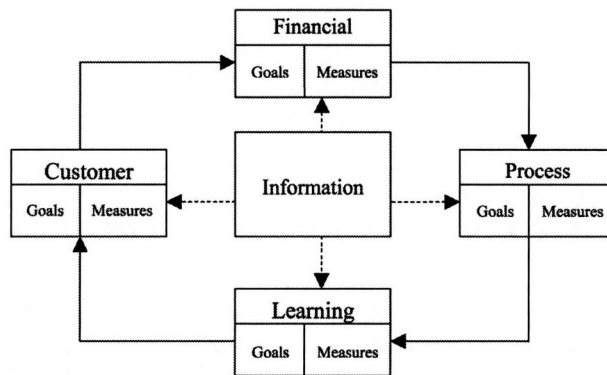 Financial
Goals Measures
Customer
Goals Measures
Information
Process
Goals Measures
Learning
Goals Measures